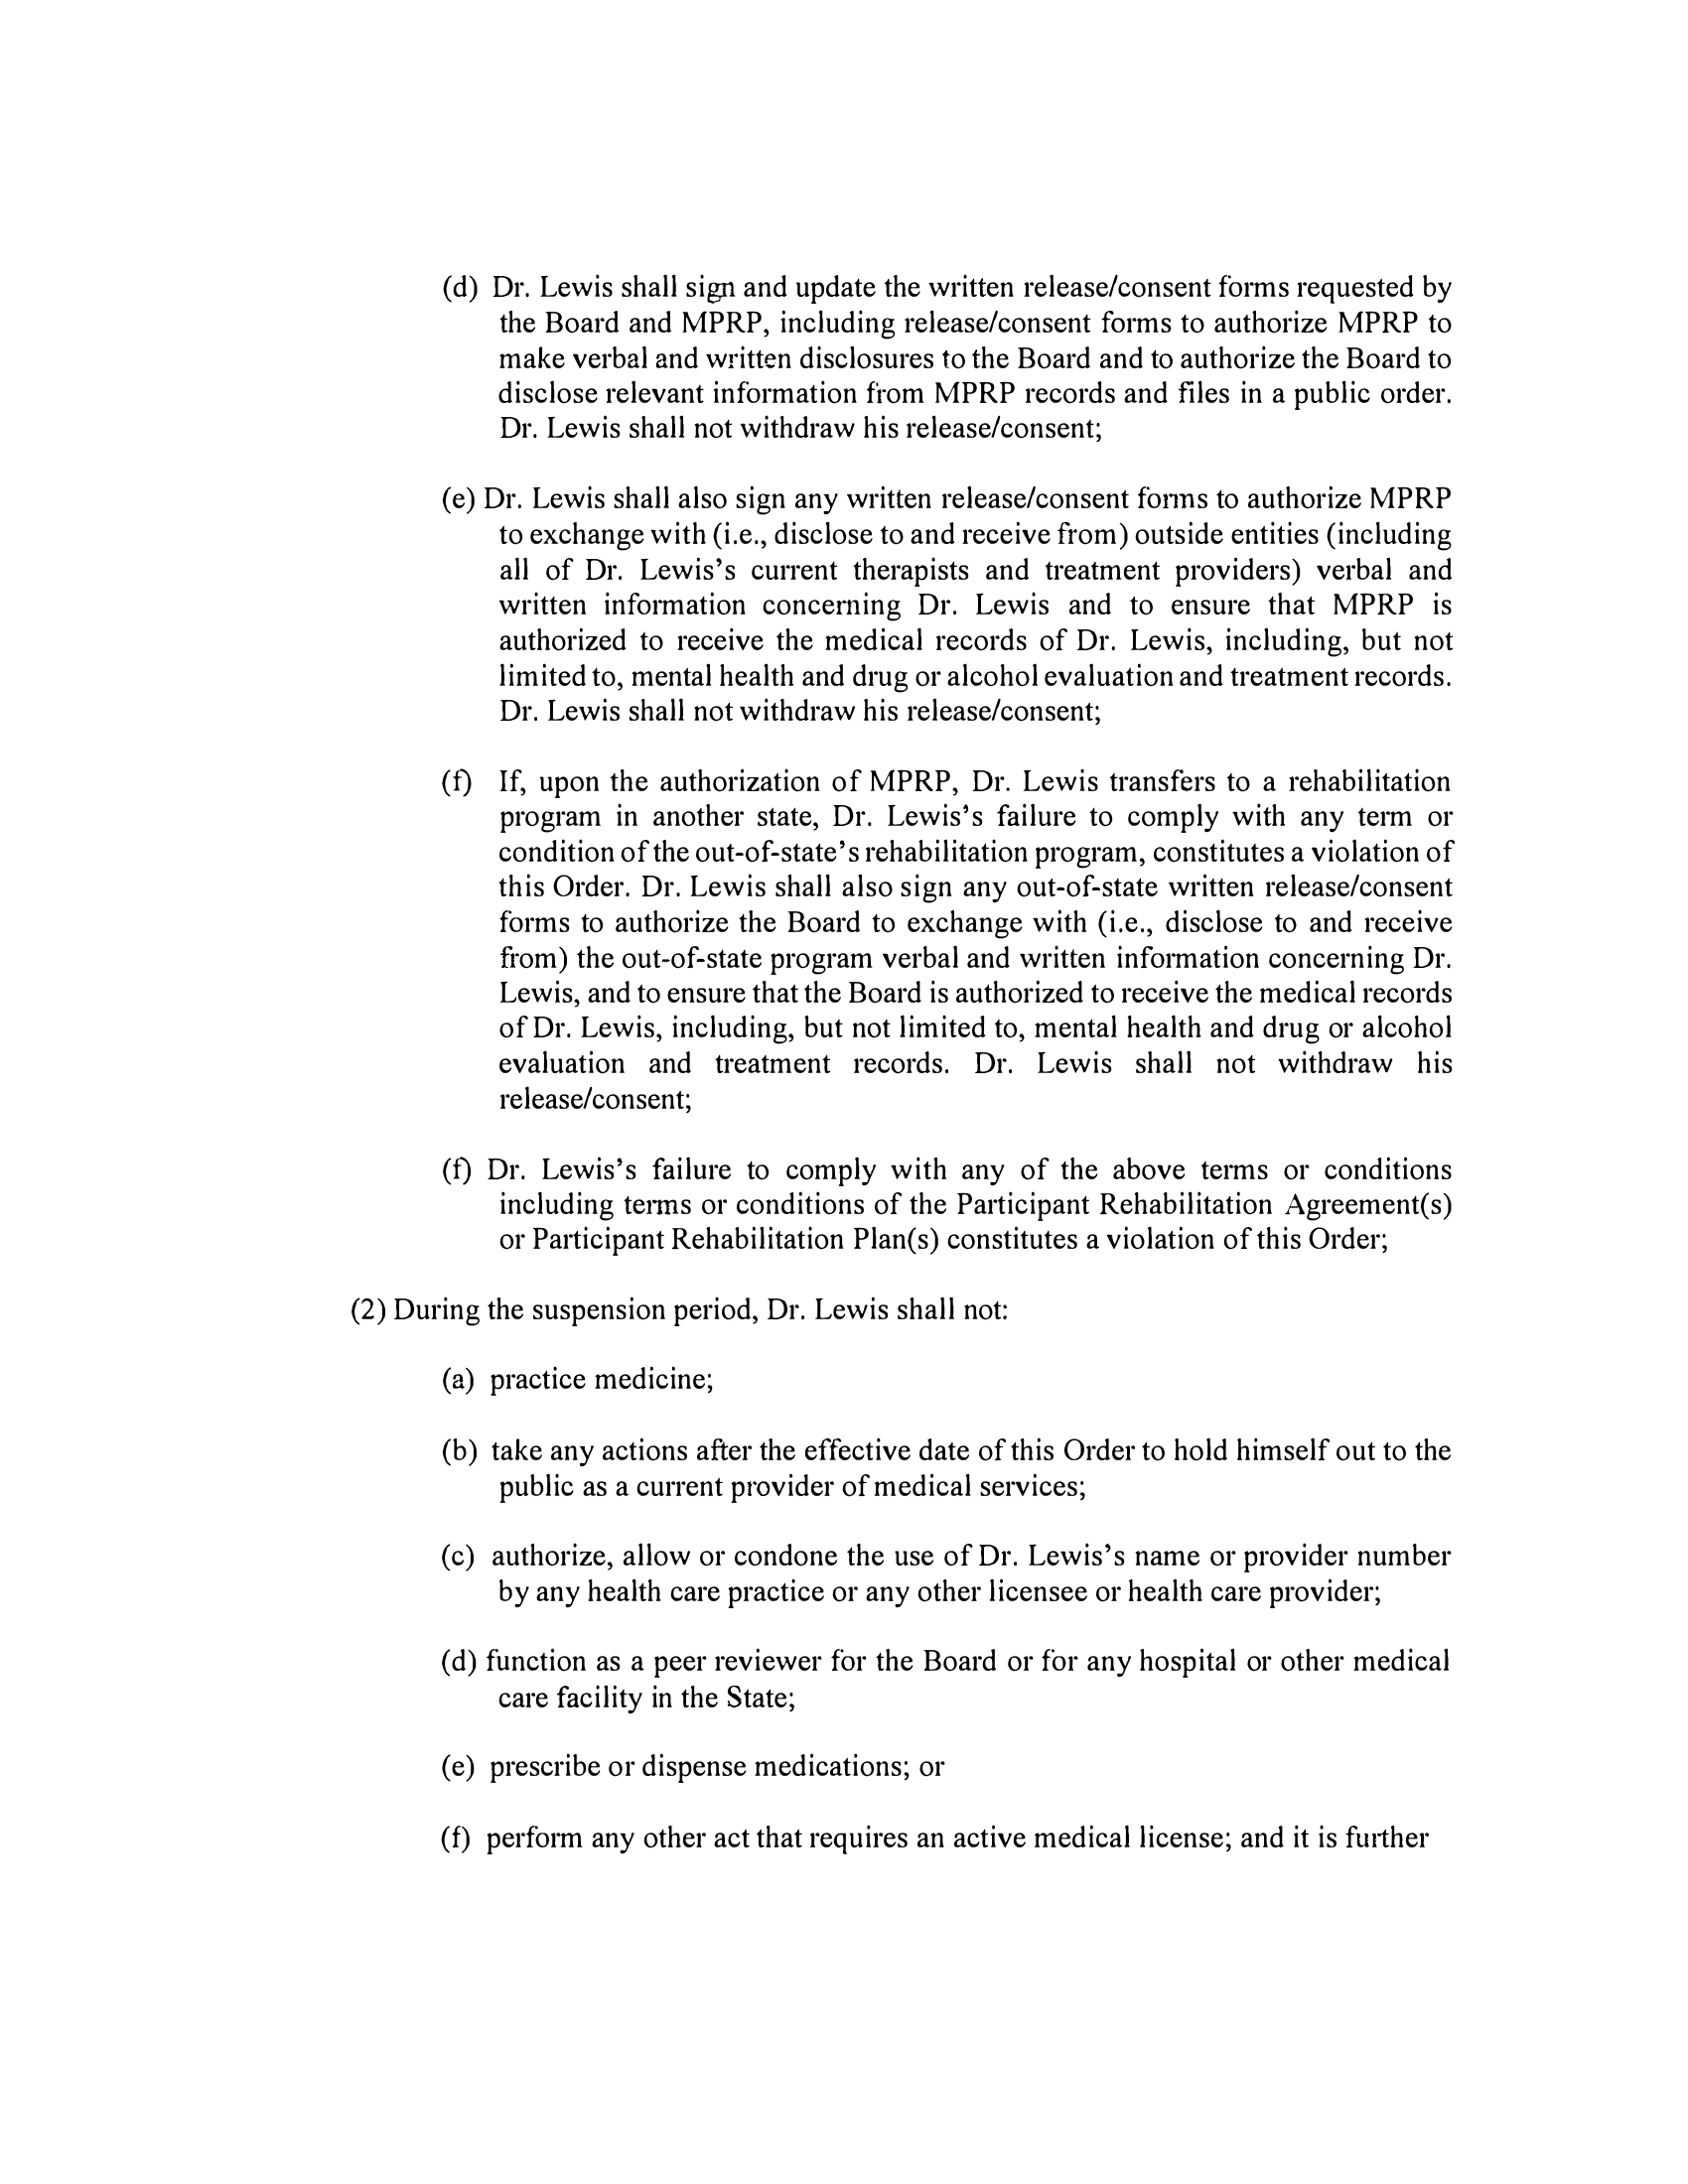 (d) Dr. Lewis shall sign and update the written release/consent forms requested by
the Board and MPRP, including release/consent forms to authorize MPRP to
make verbal and written disclosures to the Board and to authorize the Board to
disclose relevant information from MPRP records and files in a public order.
Dr. Lewis shall not withdraw his release/consent;
(e) Dr. Lewis shall also sign any written release/consent forms to authorize MPRP
to exchange with (i.e., disclose to and receive from) outside entities (including
all of Dr. Lewis's current therapists and treatment providers) verbal and
written information concerning Dr. Lewis and to ensure that MPRP is
authorized to receive the medical records of Dr. Lewis, including, but not
limited to, mental health and drug or alcohol evaluation and treatment records.
Dr. Lewis shall not withdraw his release/consent;
(f) If, upon the authorization of MPRP, Dr. Lewis transfers to a rehabilitation
program in another state, Dr. Lewis's failure to comply with any term or
condition of the out-of-state's rehabilitation program, constitutes a violation of
this Order. Dr. Lewis shall also sign any out-of-state written release/consent
forms to authorize the Board to exchange with (i.e., disclose to and receive
from) the out-of-state program verbal and written information concerning Dr.
Lewis, and to ensure that the Board is authorized to receive the medical records
of Dr. Lewis, including, but not limited to, mental health and drug or alcohol
evaluation and treatment records. Dr. Lewis shall not withdraw his
release/consent;
(f) Dr. Lewis's failure to comply with any of the above terms or conditions
including terms or conditions of the Participant Rehabilitation Agreement(s)
or Participant Rehabilitation Plan(s) constitutes a violation of this Order;
(2) During the suspension period, Dr. Lewis shall not:
(a) practice medicine;
(b) take any actions after the effective date of this Order to hold himself out to the
public as a current provider of medical services;
(c) authorize, allow or condone the use of Dr. Lewis's name or provider number
by any health care practice or any other licensee or health care provider;
(d) function as a peer reviewer for the Board or for any hospital or other medical
care facility in the State;
(e) prescribe or dispense medications; or
(f) perform any other act that requires an active medical license; and it is further